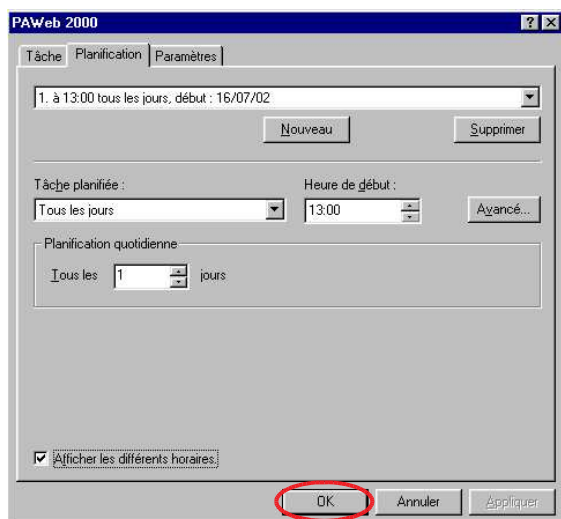 PAWeb 2000
Tâche Planification Paramètres
1. à 13:00 tous les jours, début : 16/07/02
Nouveau Supprimer
Tâche planifiée : Heure de début :
Tous les jours 13:00 Avancé...
Planification quotidienne
Tous les 1 jours
Afficher les différents horaires.
OK Annuler Appliquer